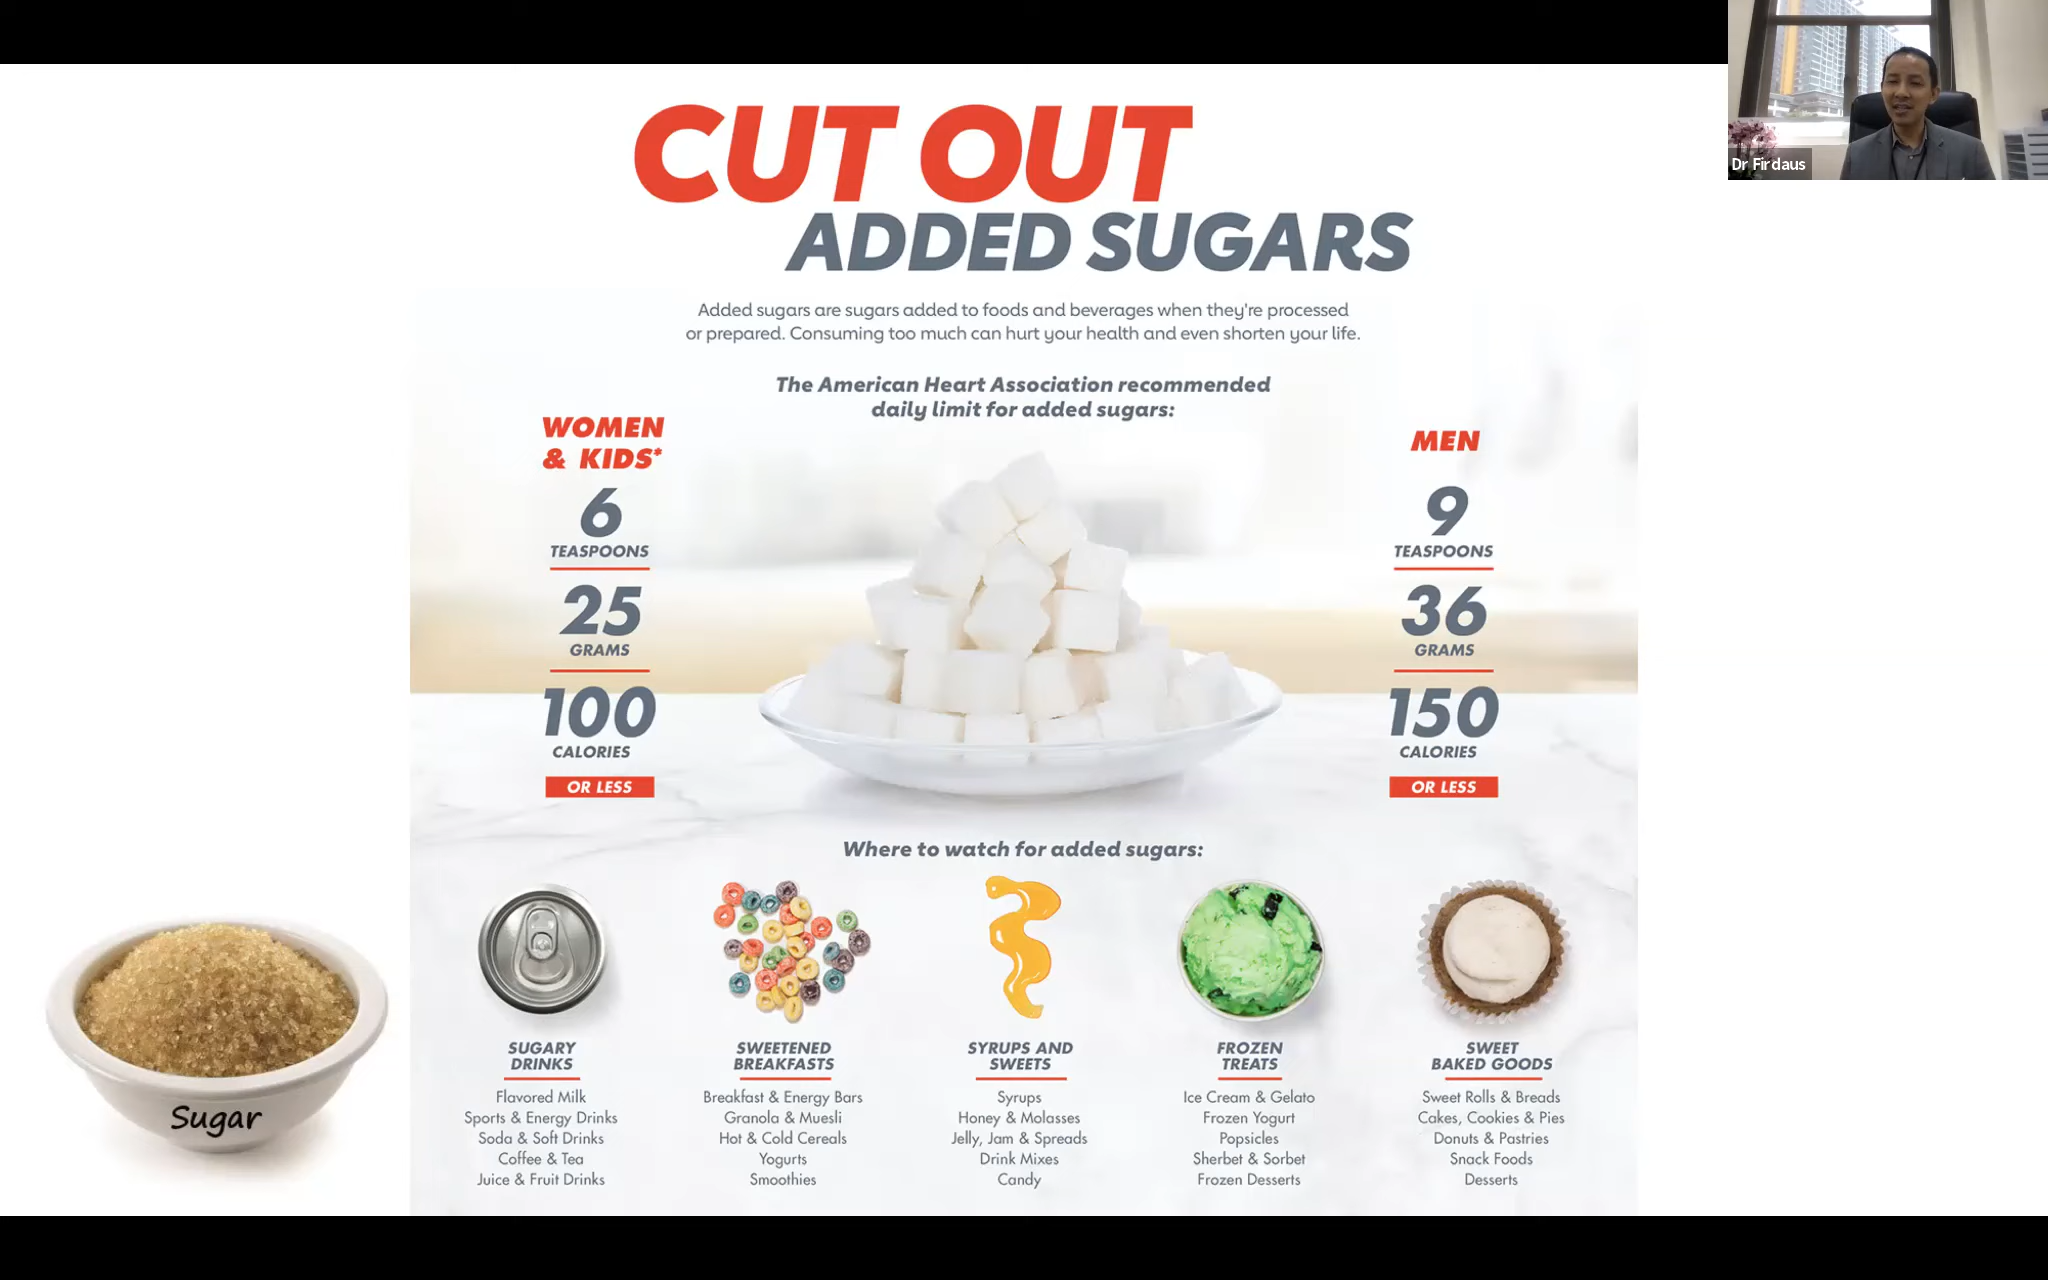 Dr Firdaus
CUT OUT
ADDED SUGARS
Added sugars are sugars added to foods and beverages when they're processed
or prepared. Consuming too much can hurt your health and even shorten your life.
The American Heart Association recommended
daily limit for added sugars:
WOMEN
& KIDS*
6
TEASPOONS
25
GRAMS
100
CALORIES
OR LESS
MEN
9
TEASPOONS
36
GRAMS
150
CALORIES
OR LESS
Where to watch for added sugars:
SUGARY
DRINKS
Flavored Milk
Sports & Energy Drinks
Soda & Soft Drinks
Coffee & Tea
Juice & Fruit Drinks
SWEETENED
BREAKFASTS
Breakfast & Energy Bars
Granola & Muesli
Hot & Cold Cereals
Yogurts
Smoothies
SYRUPS AND
SWEETS
Syrups
Honey & Molasses
Jelly, Jam & Spreads
Drink Mixes
Candy
FROZEN
TREATS
Ice Cream & Gelato
Frozen Yogurt
Popsicles
Sherbet & Sorbet
Frozen Desserts
SWEET
BAKED GOODS
Sweet Rolls & Breads
Cakes, Cookies & Pies
Donuts & Pastries
Snack Foods
Desserts
Sugar